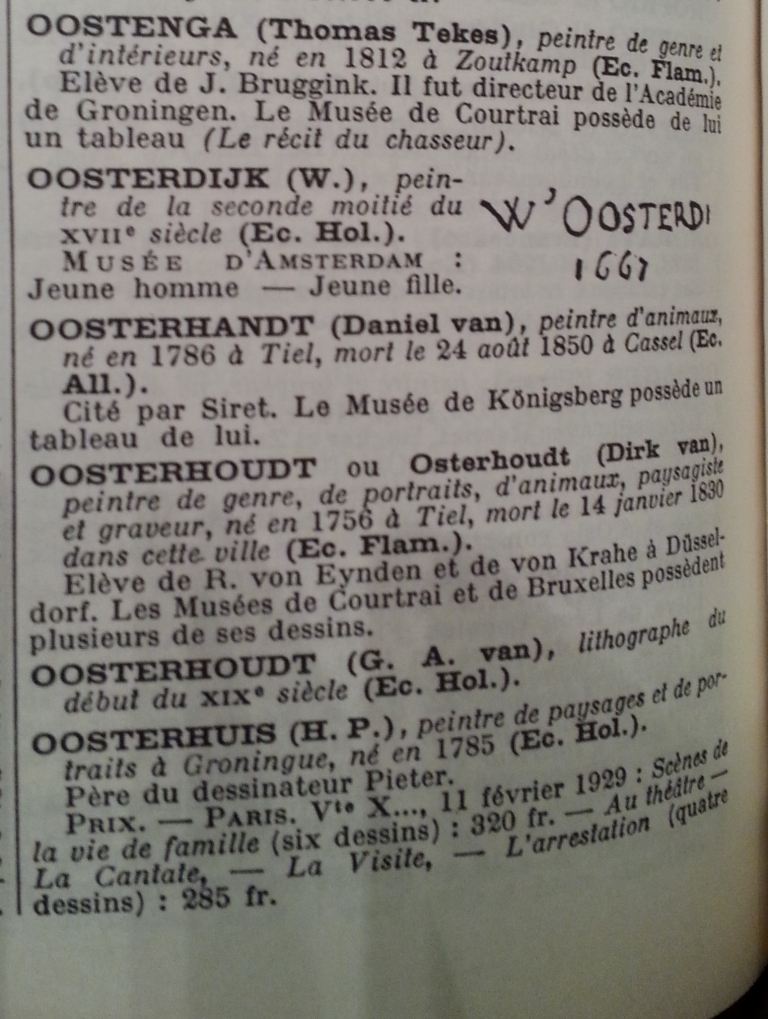 OOSTENGA (Thomas Tekes), peintre de genre et
d'intérieurs, né en 1812 à Zoutkamp (Ec. Flam.).
Elève de J. Bruggink. Il fut directeur de l'Académie
de Groningen. Le Musée de Courtrai possède de lui
un tableau (Le récit du chasseur).
OOSTERDIJK (W.), pein-
tre de la seconde moitié du
XVIIe siècle (Ec. Hol.).
MUSÉE D'AMSTERDAM :
Jeune homme — Jeune fille.
W'OOSTERDI
1667
OOSTERHANDT (Daniel van), peintre d'animaux,
né en 1786 à Tiel, mort le 24 août 1850 à Cassel (Ec.
All.).
Cité par Siret. Le Musée de Königsberg possède un
tableau de lui.
OOSTERHOUDT ou Osterhoudt (Dirk van),
peintre de genre, de portraits, d'animaux, paysagiste
et graveur, né en 1756 à Tiel, mort le 14 janvier 1830
dans cette ville (Ec. Flam.).
Elève de R. von Eynden et de von Krahe à Düssel-
dorf. Les Musées de Courtrai et de Bruxelles possèdent
plusieurs de ses dessins.
OOSTERHOUDT (G. A. van), lithographe du
début du XIXe siècle (Ec. Hol.).
OOSTERHUIS (H. P.), peintre de paysages et de por-
traits à Groningue, né en 1785 (Ec. Hol.).
Père du dessinateur Pieter.
PRIX. — PARIS. Vte X..., 11 février 1929 : Scènes de
la vie de famille (six dessins) : 320 fr. — Au théâtre —
La Cantate, — La Visite, — L'arrestation (quatre
dessins) : 285 fr.